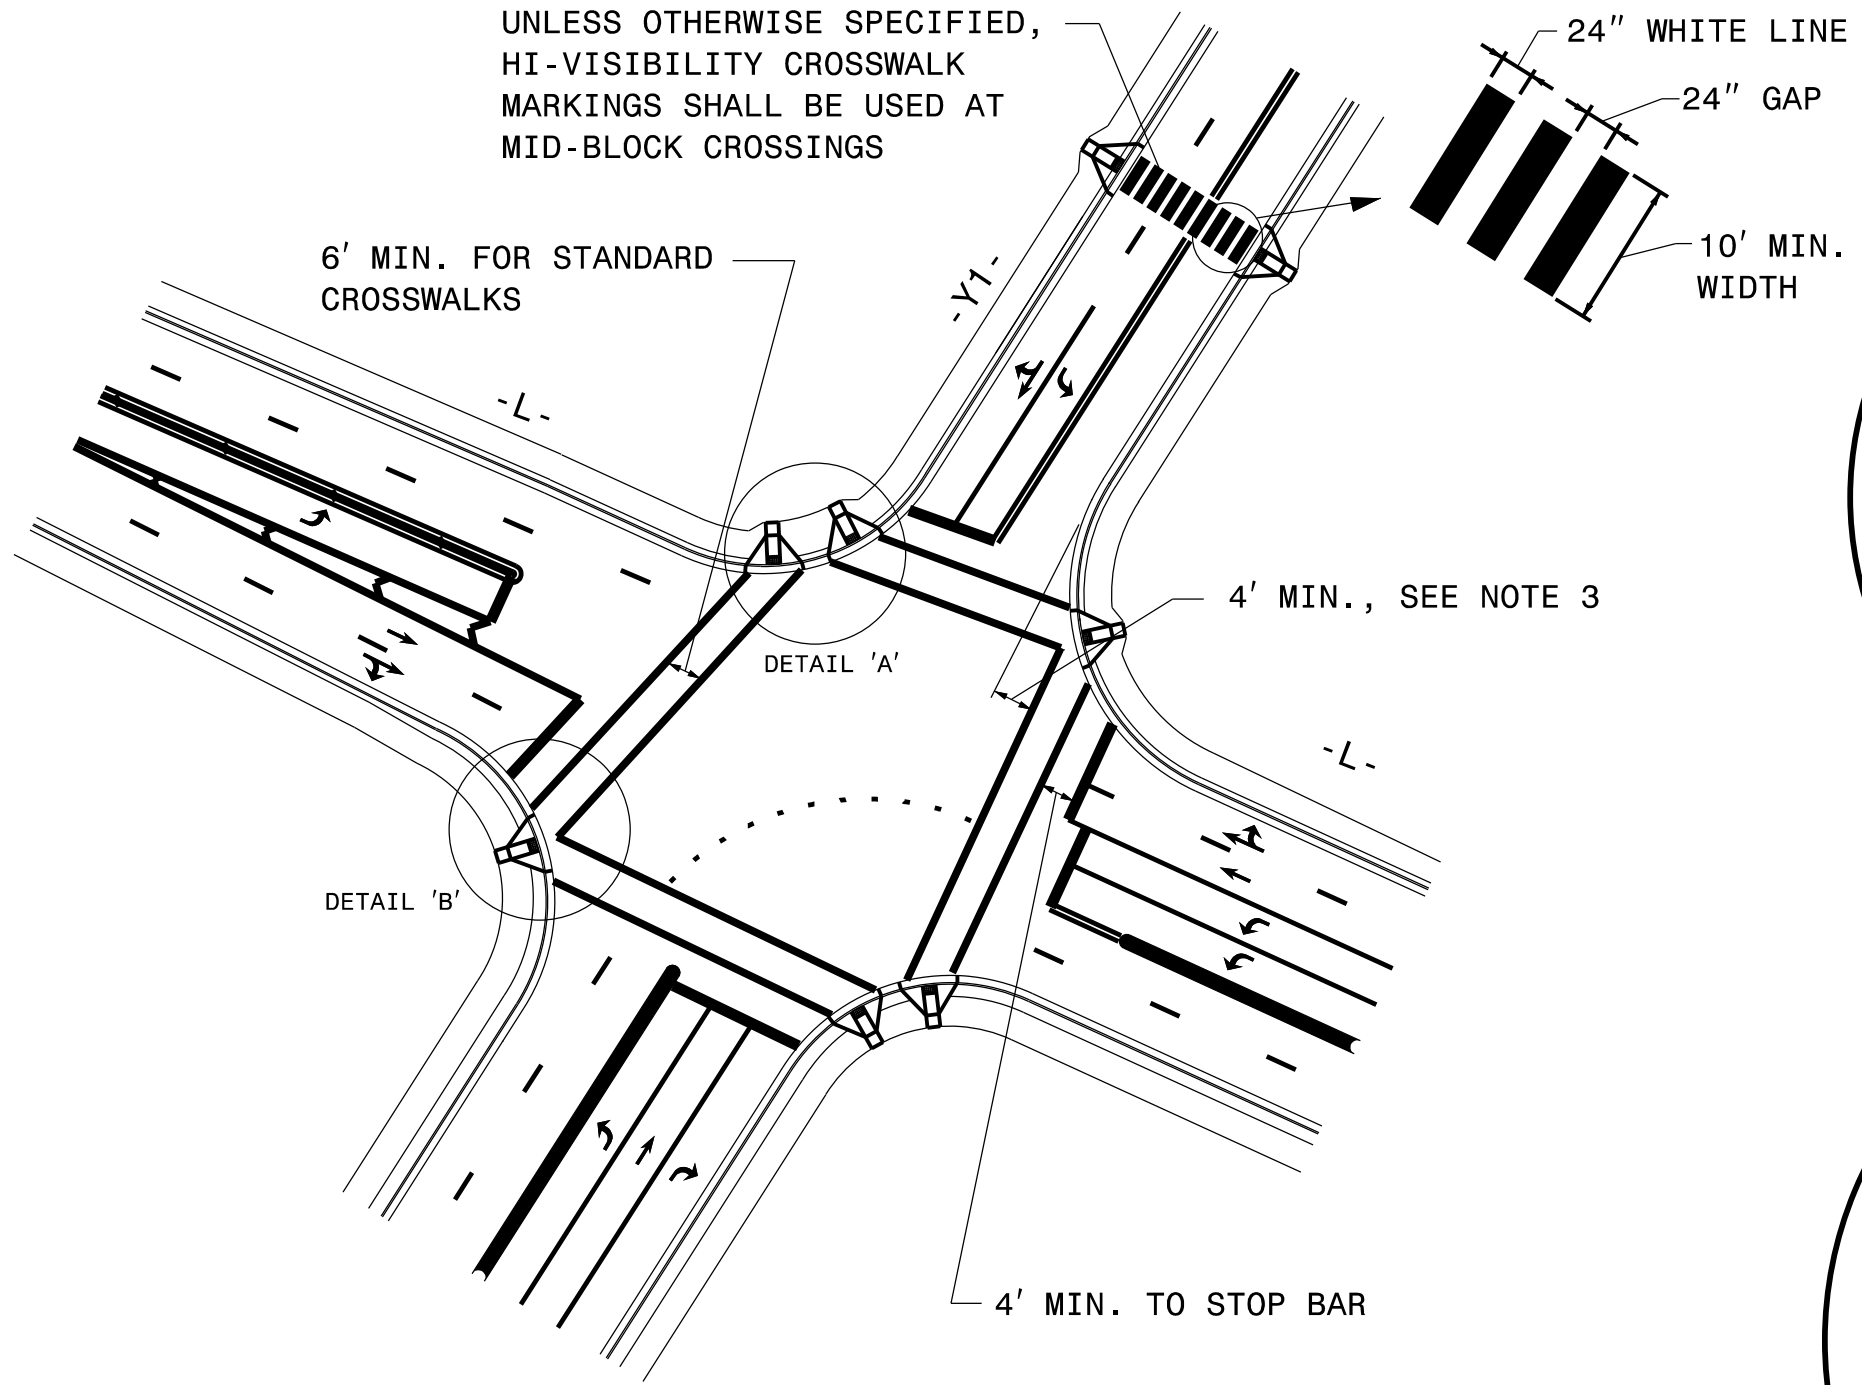 UNLESS OTHERWISE SPECIFIED,
HI-VISIBILITY CROSSWALK
MARKINGS SHALL BE USED AT
MID-BLOCK CROSSINGS
24" WHITE LINE
24" GAP
10' MIN.
WIDTH
6' MIN. FOR STANDARD
CROSSWALKS
-Y1-
-L-
4' MIN., SEE NOTE 3
DETAIL 'A'
-L-
DETAIL 'B'
4' MIN. TO STOP BAR